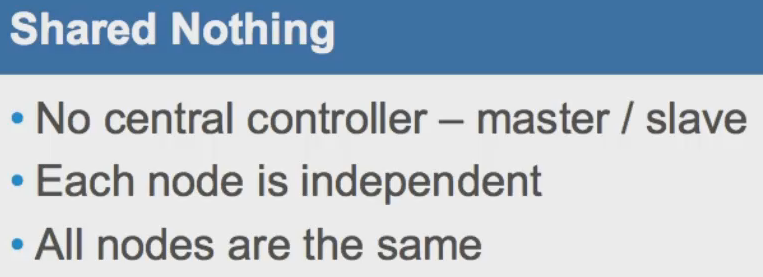 Shared Nothing
• No central controller – master / slave
• Each node is independent
• All nodes are the same